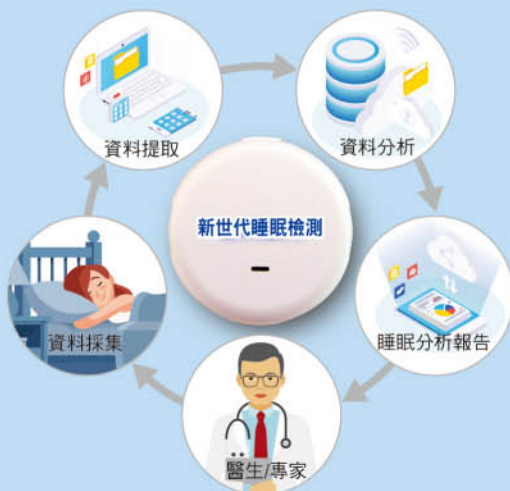 資料提取
資料分析
新世代睡眠檢測
資料採集
睡眠分析報告
醫生/專家